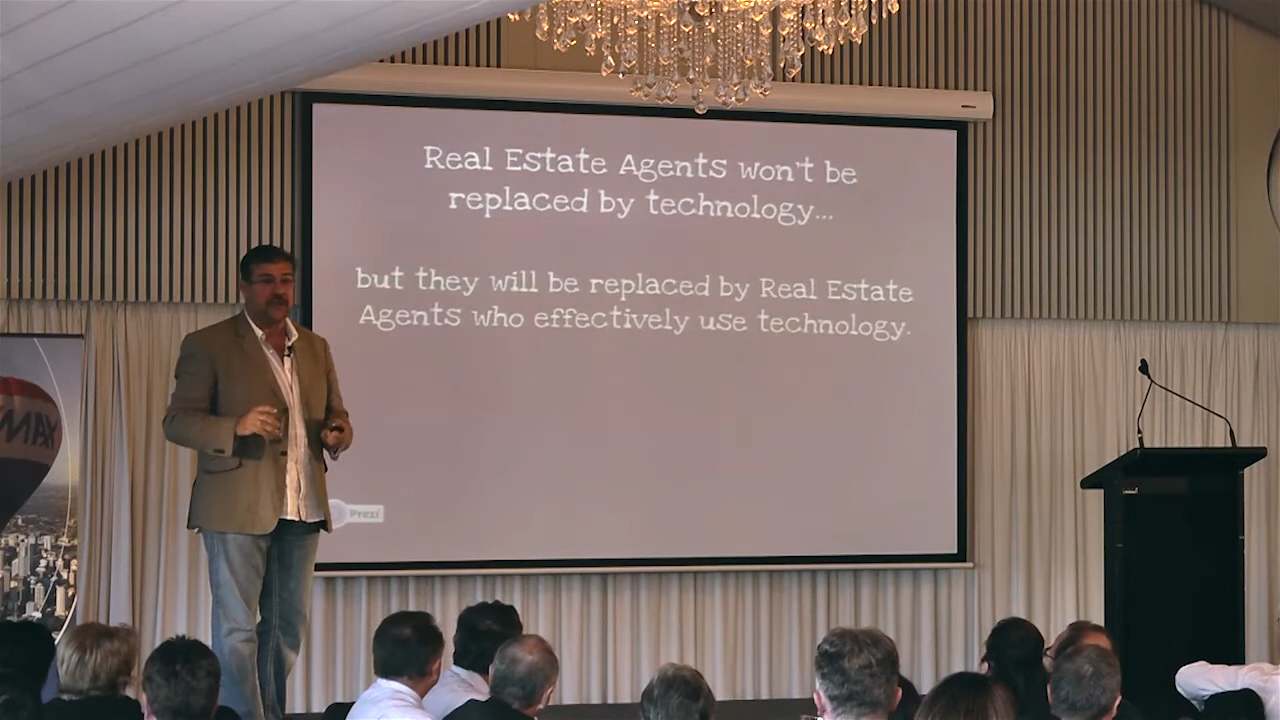 Real Estate Agents won't be
replaced by technology...
but they will be replaced by Real Estate
Agents who effectively use technology.
Prezi
MAX